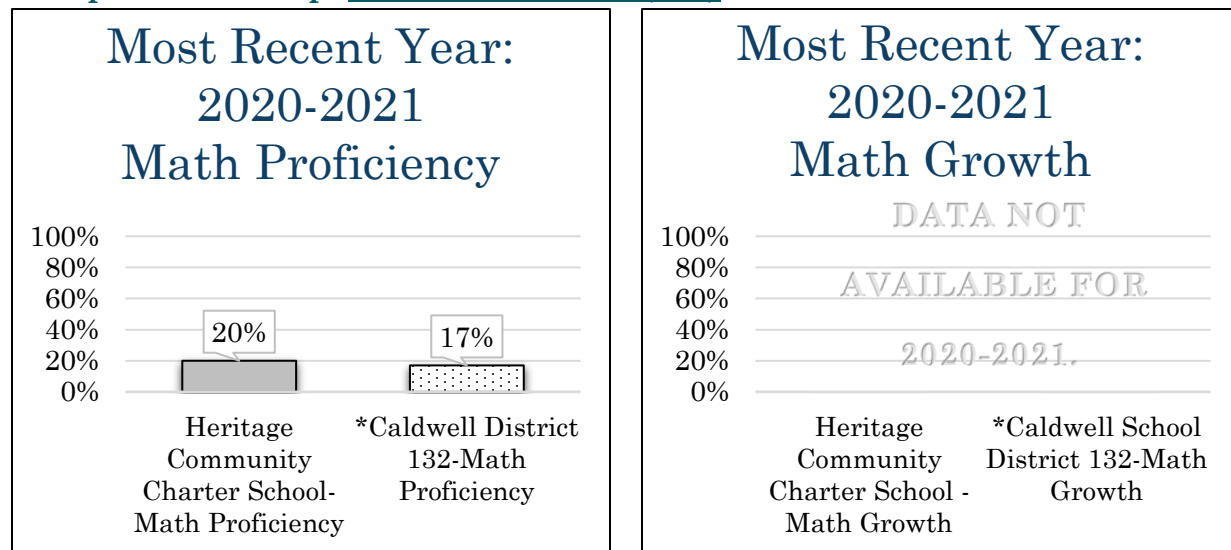 Most Recent Year:
2020-2021
Math Proficiency
100%
80%
60%
40%
20%
0%
20%
17%
Heritage
Community
Charter School-
Math Proficiency
*Caldwell District
132-Math
Proficiency
Most Recent Year:
2020-2021
Math Growth
DATA NOT
AVAILABLE FOR
2020-2021.
100%
80%
60%
40%
20%
0%
Heritage
Community
Charter School -
Math Growth
*Caldwell School
District 132-Math
Growth